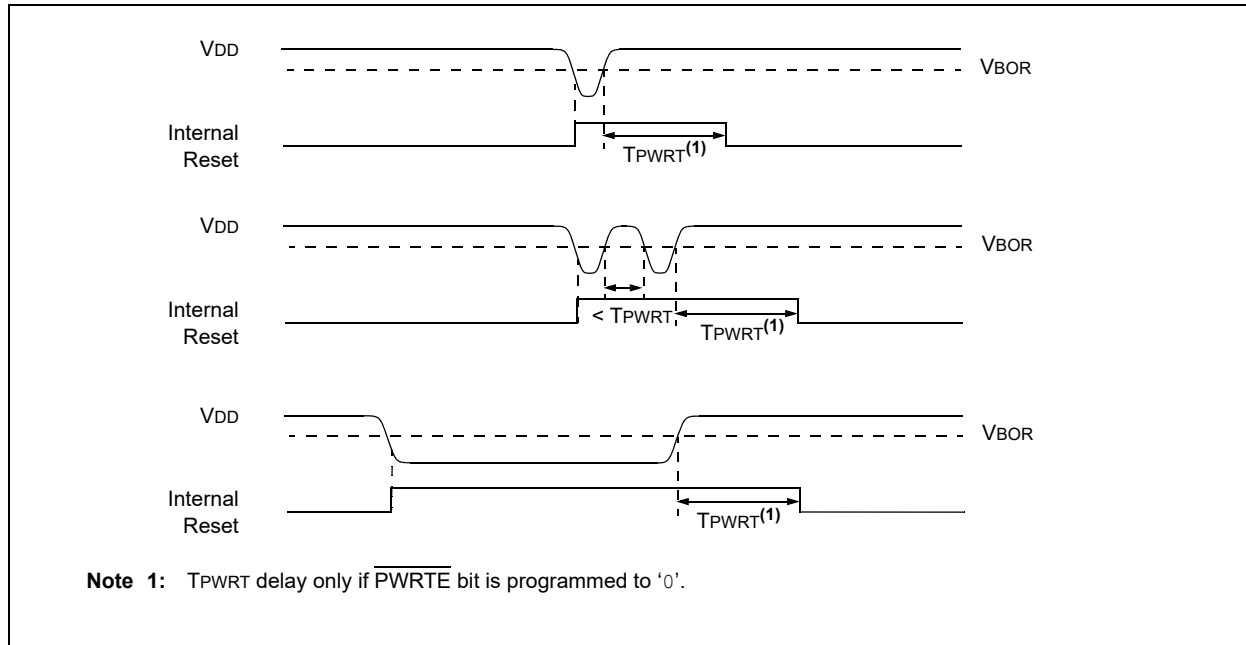 VDD
VBOR
Internal
Reset
TPWRT(1)
VDD
VBOR
Internal
Reset
< TPWRT
TPWRT(1)
VDD
VBOR
Internal
Reset
TPWRT(1)
Note 1: TPWRT delay only if PWRTE bit is programmed to ‘0’.